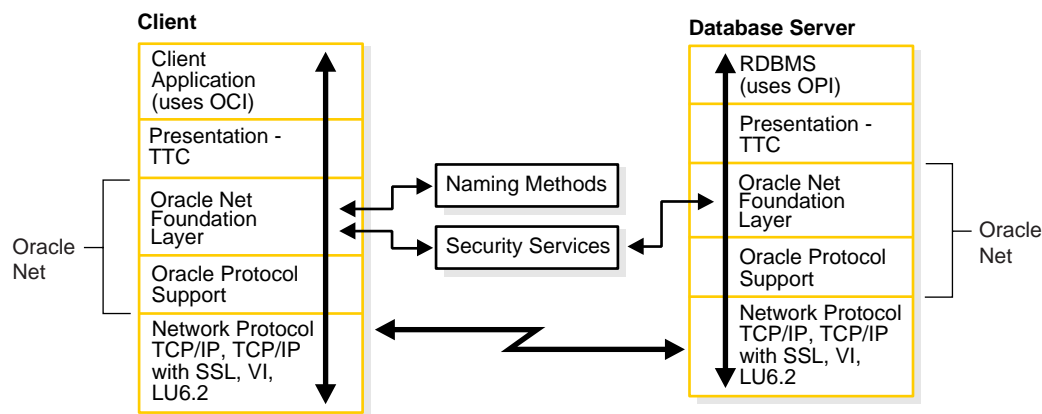 Client
Client
Application
(uses OCI)
Presentation -
TTC
Oracle Net
Foundation
Layer
Oracle Protocol
Support
Network Protocol
TCP/IP, TCP/IP
with SSL, VI,
LU6.2
Oracle
Net
Naming Methods
Security Services
Database Server
RDBMS
(uses OPI)
Presentation -
TTC
Oracle Net
Foundation
Layer
Oracle Protocol
Support
Network Protocol
TCP/IP, TCP/IP
with SSL, VI,
LU6.2
Oracle
Net